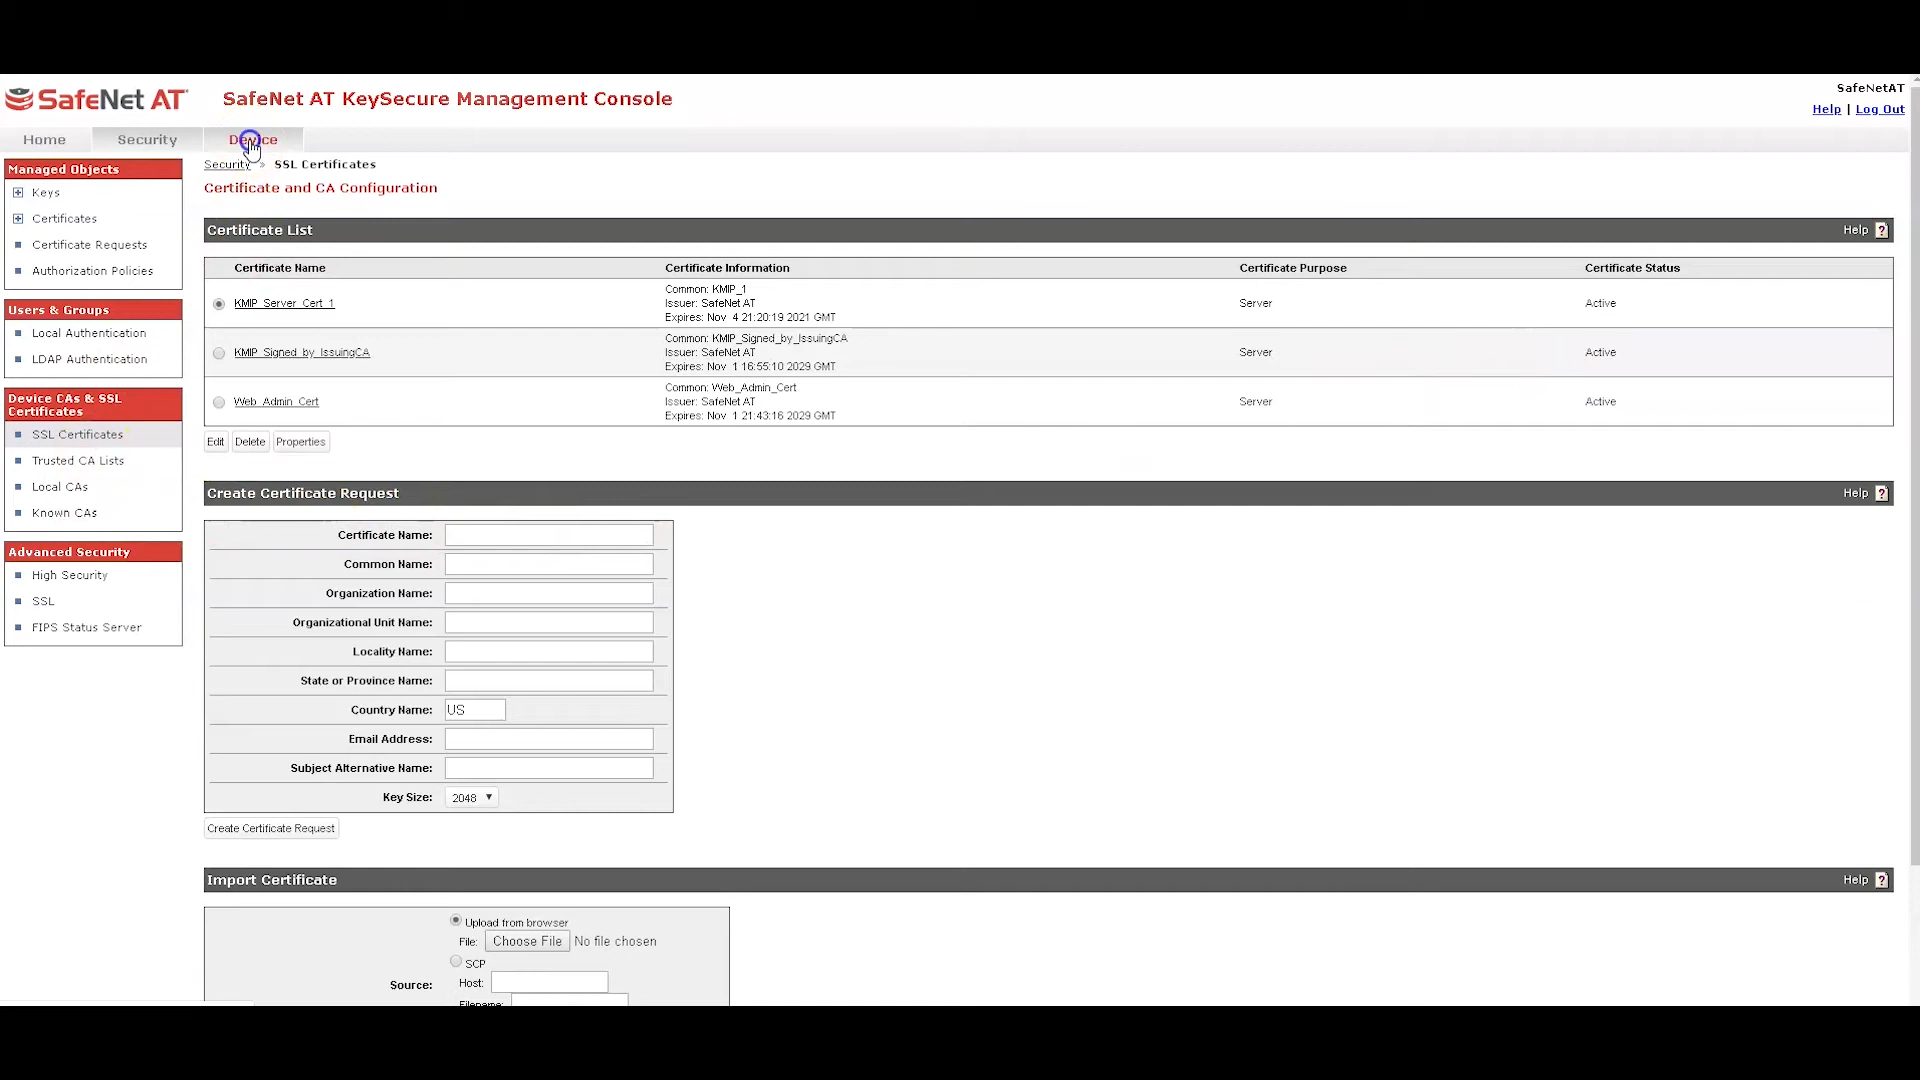 SafeNet AT
SafeNet AT KeySecure Management Console
SafeNetAT
Help | Log Out
Home
Security
Device
Managed Objects
Keys
Certificates
Certificate Requests
Authorization Policies
Users & Groups
Local Authentication
LDAP Authentication
Device CAs & SSL
Certificates
SSL Certificates
Trusted CA Lists
Local CAs
Known CAs
Advanced Security
High Security
SSL
FIPS Status Server
Security » SSL Certificates
Certificate and CA Configuration
Certificate List
Help ?
Certificate Name Certificate Information Certificate Purpose Certificate Status
KMIP_Server_Cert_1
Common: KMIP_1
Issuer: SafeNet AT
Expires: Nov 4 21:20:19 2021 GMT
Server
Active
KMIP_Signed_by_IssuingCA
Common: KMIP_Signed_by_IssuingCA
Issuer: SafeNet AT
Expires: Nov 1 16:55:10 2029 GMT
Server
Active
Web_Admin_Cert
Common: Web_Admin_Cert
Issuer: SafeNet AT
Expires: Nov 1 21:43:16 2029 GMT
Server
Active
Edit Delete Properties
Create Certificate Request
Help ?
Certificate Name:
Common Name:
Organization Name:
Organizational Unit Name:
Locality Name:
State or Province Name:
Country Name: US
Email Address:
Subject Alternative Name:
Key Size: 2048
Create Certificate Request
Import Certificate
Help ?
Source:
Upload from browser
File: Choose File No file chosen
SCP
Host:
Filename: